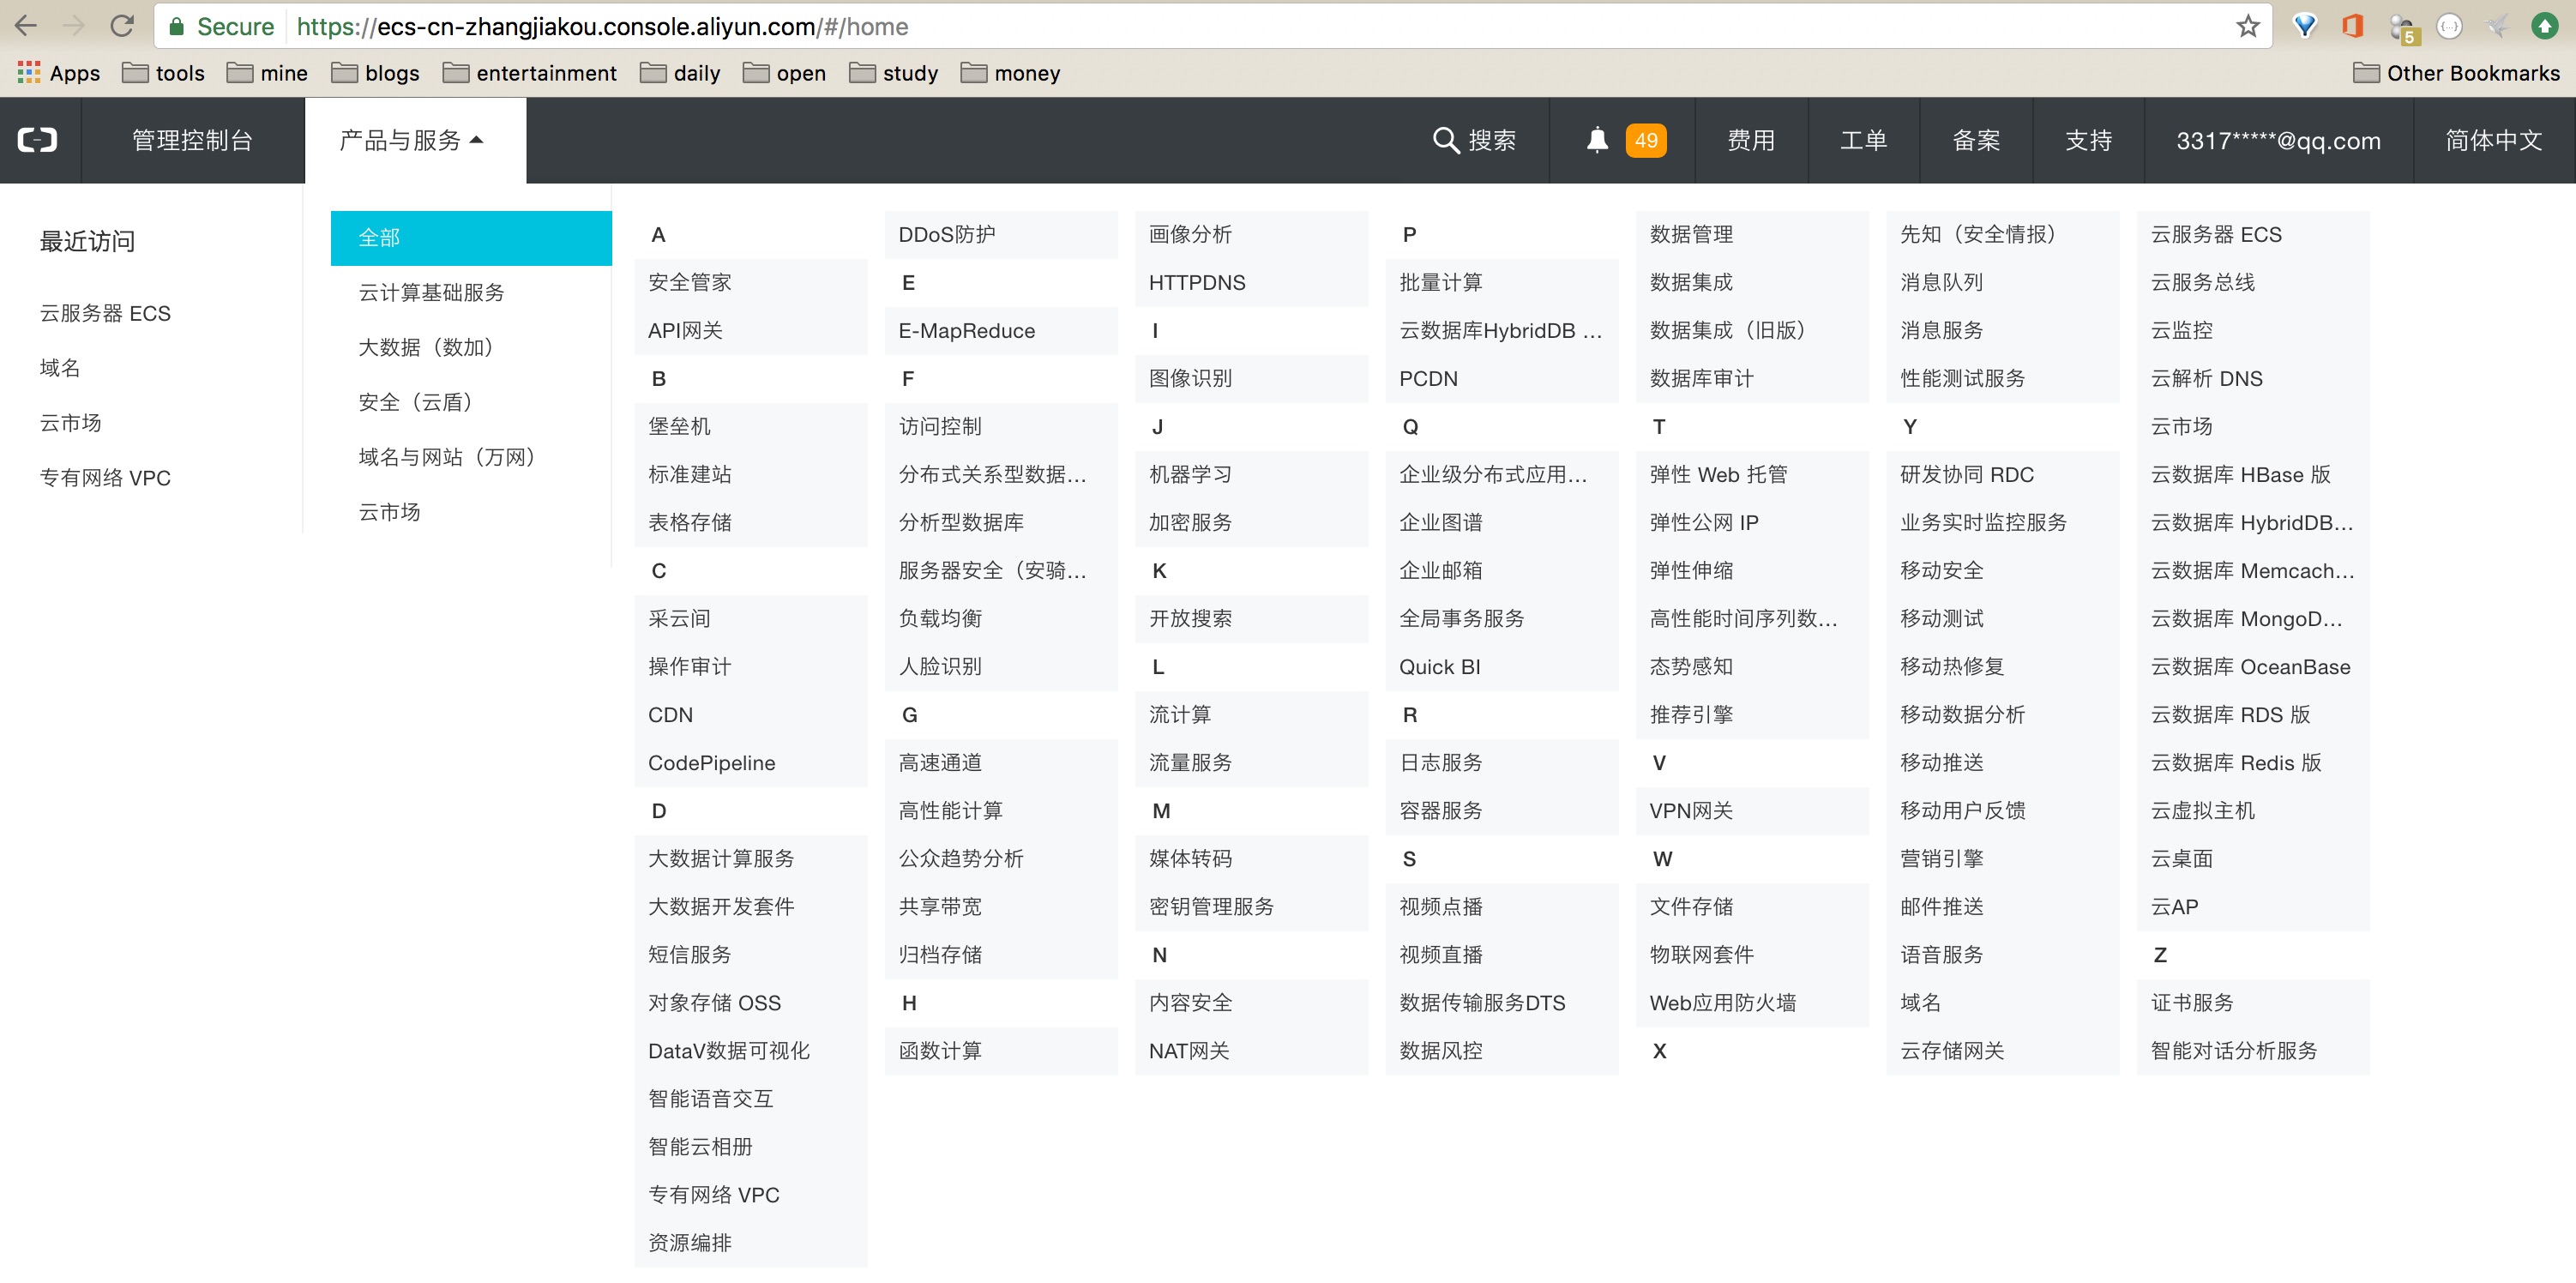 Secure https://ecs-cn-zhangjiakou.console.aliyun.com/#/home
5
Apps tools mine blogs entertainment daily open study money Other Bookmarks
管理控制台 产品与服务 搜索 49 费用 工单 备案 支持 3317*****@qq.com 简体中文
最近访问
云服务器 ECS
域名
云市场
专有网络 VPC
全部
云计算基础服务
大数据（数加）
安全（云盾）
域名与网站（万网）
云市场
A
安全管家
API网关
B
堡垒机
标准建站
表格存储
C
采云间
操作审计
CDN
CodePipeline
D
大数据计算服务
大数据开发套件
短信服务
对象存储 OSS
DataV数据可视化
智能语音交互
智能云相册
专有网络 VPC
资源编排
DDoS防护
E
E-MapReduce
F
访问控制
分布式关系型数据...
分析型数据库
服务器安全（安骑...
负载均衡
人脸识别
G
高速通道
高性能计算
公众趋势分析
共享带宽
归档存储
H
函数计算
画像分析
HTTPDNS
I
图像识别
J
机器学习
加密服务
K
开放搜索
L
流计算
流量服务
M
媒体转码
密钥管理服务
N
内容安全
NAT网关
P
批量计算
云数据库HybridDB ...
PCDN
Q
企业级分布式应用...
企业图谱
企业邮箱
全局事务服务
Quick BI
R
日志服务
容器服务
S
视频点播
视频直播
数据传输服务DTS
数据风控
数据管理
数据集成
数据集成（旧版）
数据库审计
T
弹性 Web 托管
弹性公网 IP
弹性伸缩
高性能时间序列数...
态势感知
推荐引擎
V
VPN网关
W
文件存储
物联网套件
Web应用防火墙
X
先知（安全情报）
消息队列
消息服务
性能测试服务
Y
研发协同 RDC
业务实时监控服务
移动安全
移动测试
移动热修复
移动数据分析
移动推送
移动用户反馈
营销引擎
邮件推送
语音服务
域名
云存储网关
云服务器 ECS
云服务总线
云监控
云解析 DNS
云市场
云数据库 HBase 版
云数据库 HybridDB...
云数据库 Memcach...
云数据库 MongoD...
云数据库 OceanBase
云数据库 RDS 版
云数据库 Redis 版
云虚拟主机
云桌面
云AP
Z
证书服务
智能对话分析服务